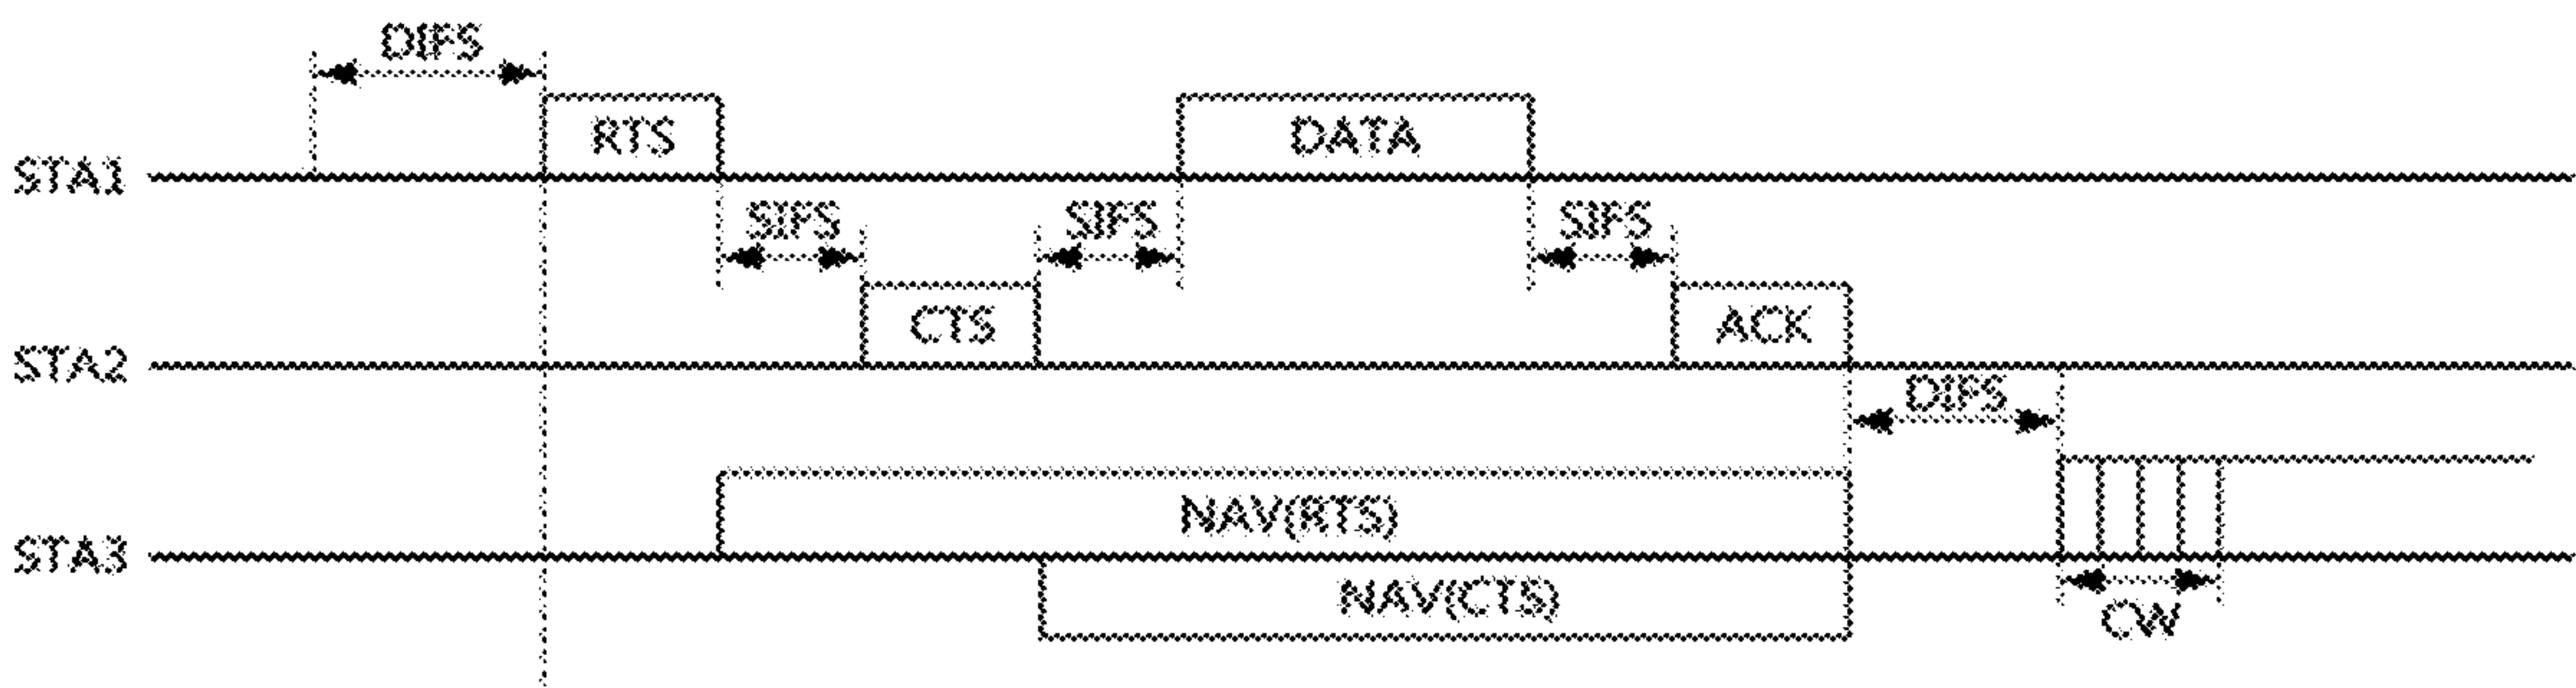 DIFS
RTS
DATA
STA1
SIFS SIFS SIFS
CTS
ACK
STA2
DIFS
NAV(RTS)
STA3
NAV(CTS)
CW